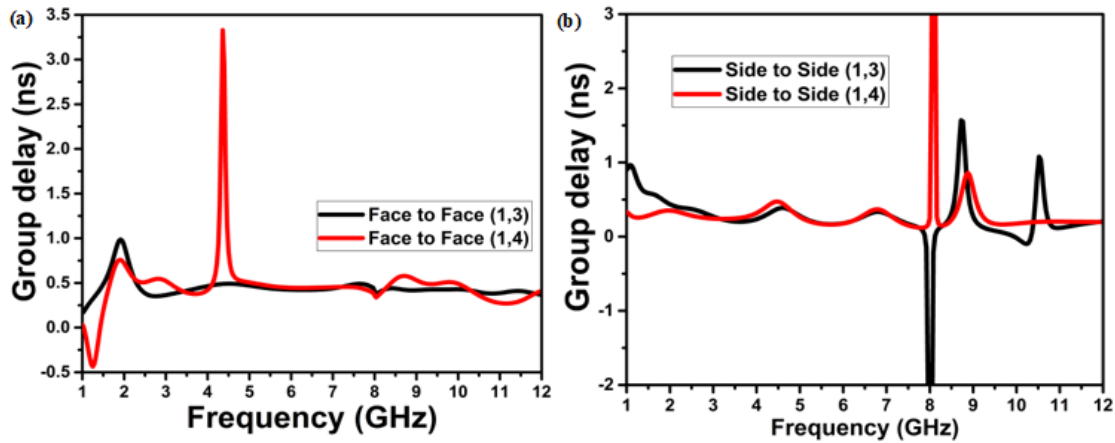 (a)
Group delay (ns)
3.5
3.0
2.5
2.0
1.5
1.0
0.5
0.0
-0.5
Face to Face (1,3)
Face to Face (1,4)
1 2 3 4 5 6 7 8 9 10 11 12
Frequency (GHz)
(b)
Group delay (ns)
3
2
1
0
-1
-2
Side to Side (1,3)
Side to Side (1,4)
1 2 3 4 5 6 7 8 9 10 11 12
Frequency (GHz)